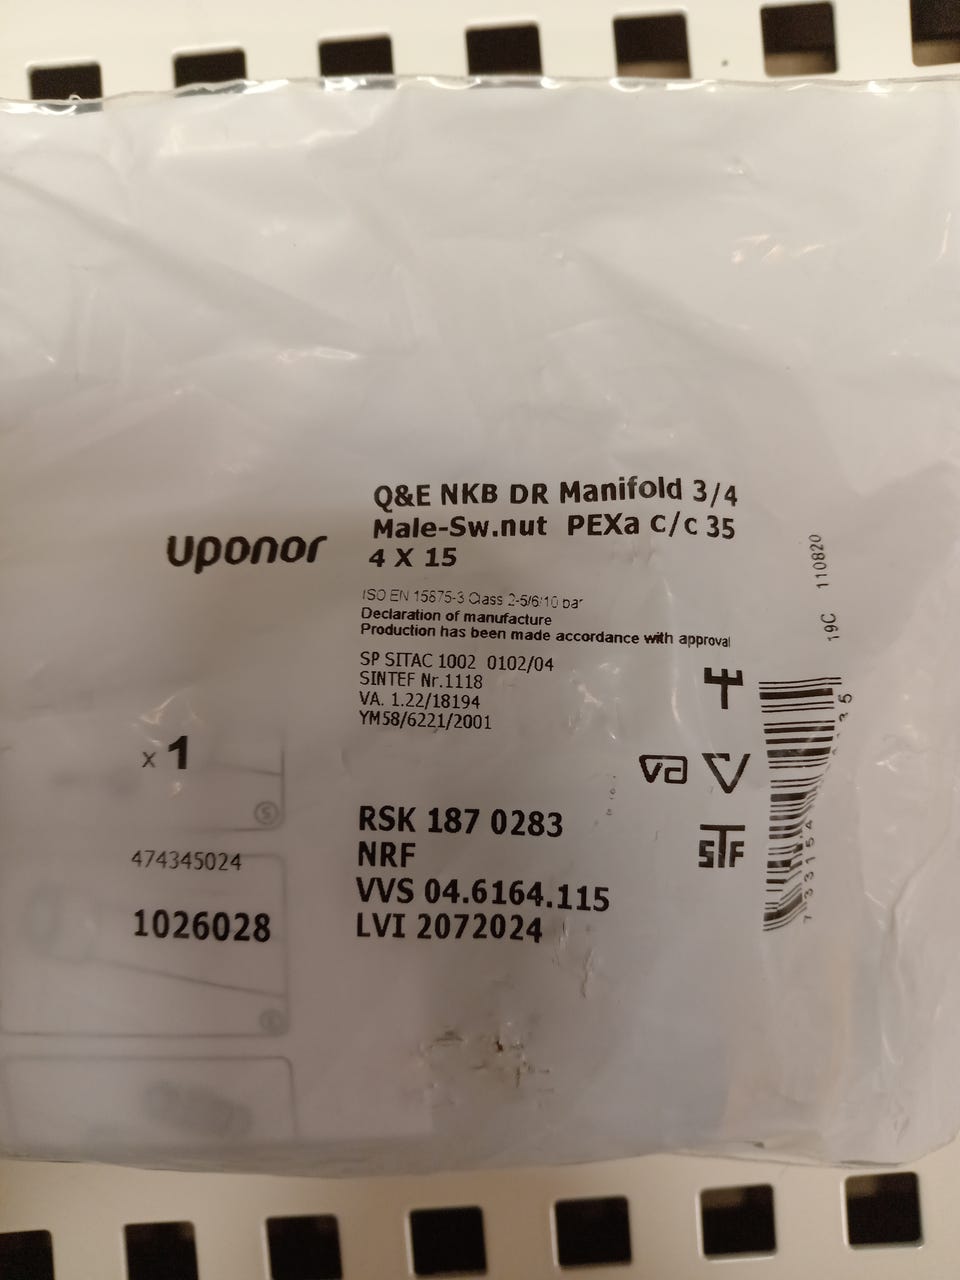 Q&E NKB DR Manifold 3/4
Male-Sw.nut PEXa c/c 35
4 X 15
uponor
ISO EN 15875-3 Class 2-5/6/10 bar
Declaration of manufacture
Production has been made accordance with approval
SP SITAC 1002 0102/04
SINTEF Nr.1118
VA. 1.22/18194
YM58/6221/2001
x 1
va
STF
RSK 187 0283
NRF
VVS 04.6164.115
LVI 2072024
474345024
1026028
19C 110820